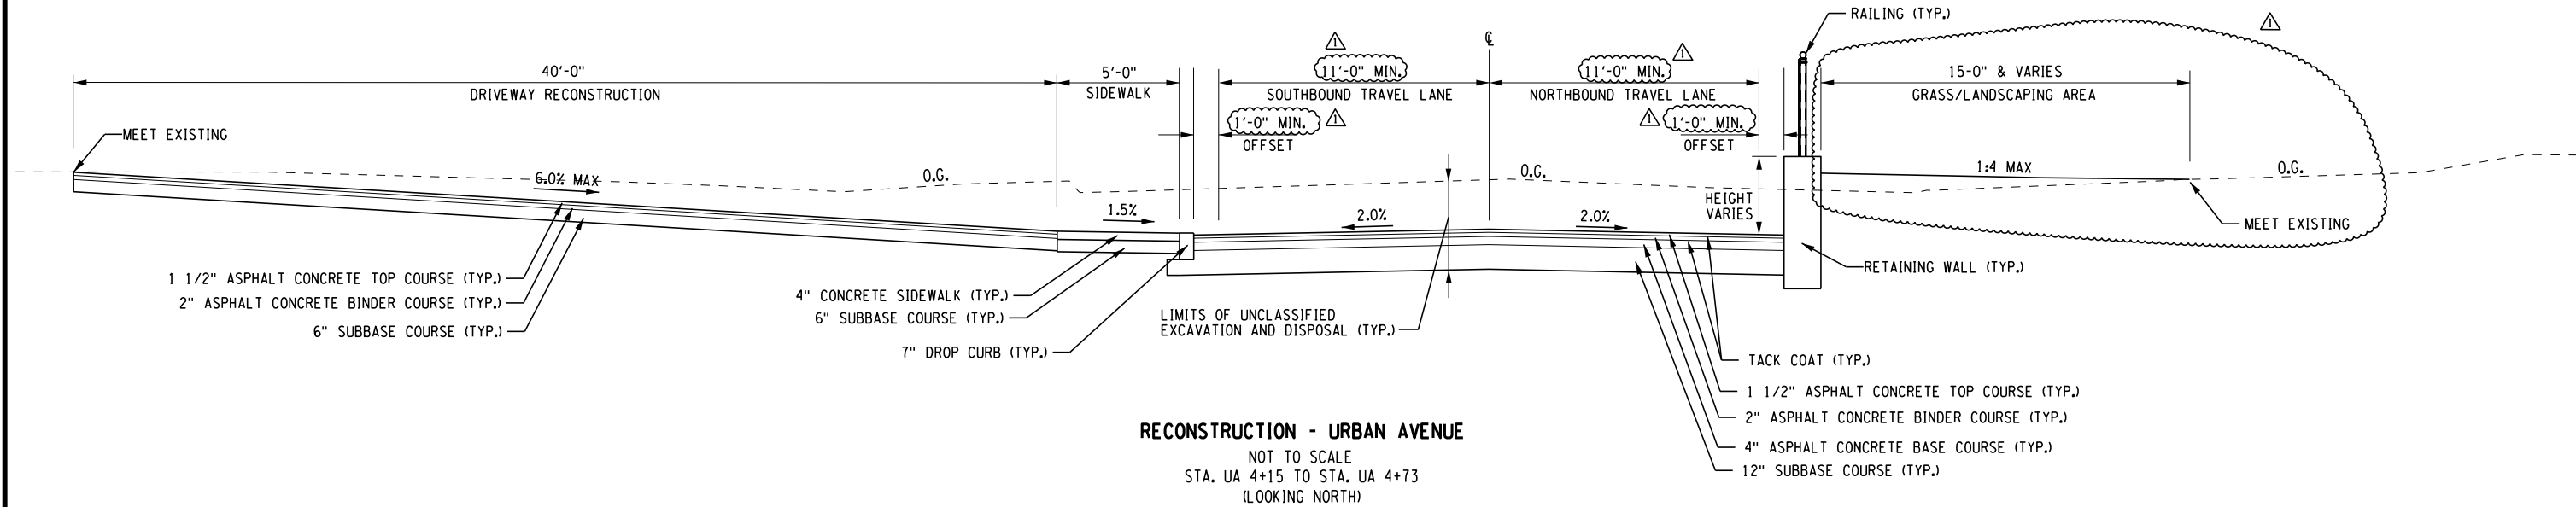 RAILING (TYP.)
1
℄
1
1
40'-0"
5'-0"
11'-0" MIN.
11'-0" MIN.
15-0" & VARIES
DRIVEWAY RECONSTRUCTION
SIDEWALK
SOUTHBOUND TRAVEL LANE
NORTHBOUND TRAVEL LANE
GRASS/LANDSCAPING AREA
1'-0" MIN.
1
1
1'-0" MIN.
MEET EXISTING
OFFSET
OFFSET
6.0% MAX
O.G.
O.G.
1:4 MAX
O.G.
1.5%
2.0%
2.0%
HEIGHT
VARIES
MEET EXISTING
RETAINING WALL (TYP.)
1 1/2" ASPHALT CONCRETE TOP COURSE (TYP.)
2" ASPHALT CONCRETE BINDER COURSE (TYP.)
6" SUBBASE COURSE (TYP.)
4" CONCRETE SIDEWALK (TYP.)
6" SUBBASE COURSE (TYP.)
7" DROP CURB (TYP.)
LIMITS OF UNCLASSIFIED
EXCAVATION AND DISPOSAL (TYP.)
TACK COAT (TYP.)
1 1/2" ASPHALT CONCRETE TOP COURSE (TYP.)
2" ASPHALT CONCRETE BINDER COURSE (TYP.)
4" ASPHALT CONCRETE BASE COURSE (TYP.)
12" SUBBASE COURSE (TYP.)
RECONSTRUCTION - URBAN AVENUE
NOT TO SCALE
STA. UA 4+15 TO STA. UA 4+73
(LOOKING NORTH)